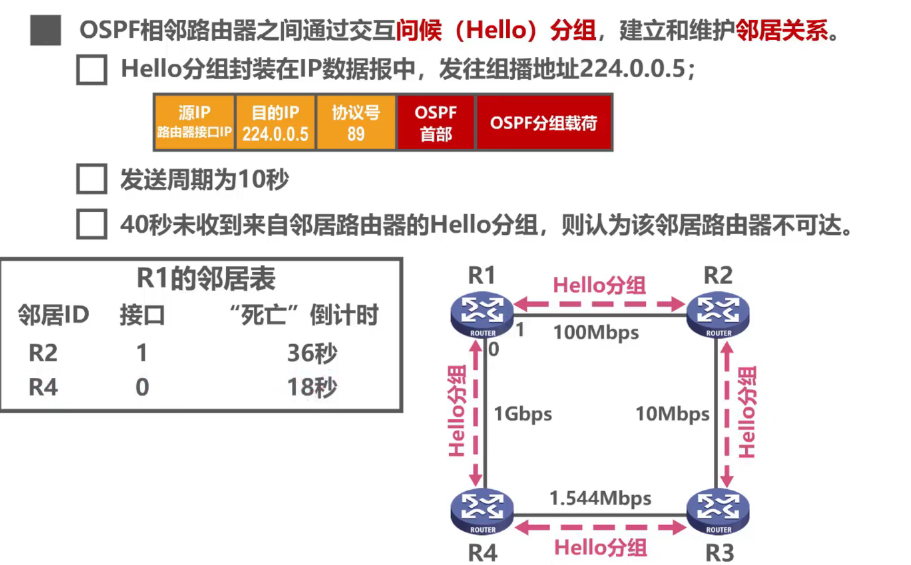 OSPF相邻路由器之间通过交互问候（Hello）分组，建立和维护邻居关系。
Hello分组封装在IP数据报中，发往组播地址224.0.0.5；
源IP
路由器接口IP
目的IP
224.0.0.5
协议号
89
OSPF
首部
OSPF分组载荷
发送周期为10秒
40秒未收到来自邻居路由器的Hello分组，则认为该邻居路由器不可达。
R1的邻居表
邻居ID 接口 “死亡”倒计时
R2 1 36秒
R4 0 18秒
R1
Hello分组
R2
ROUTER
1
100Mbps
ROUTER
0
Hello分组
1Gbps
10Mbps
Hello分组
1.544Mbps
ROUTER
ROUTER
R4
Hello分组
R3